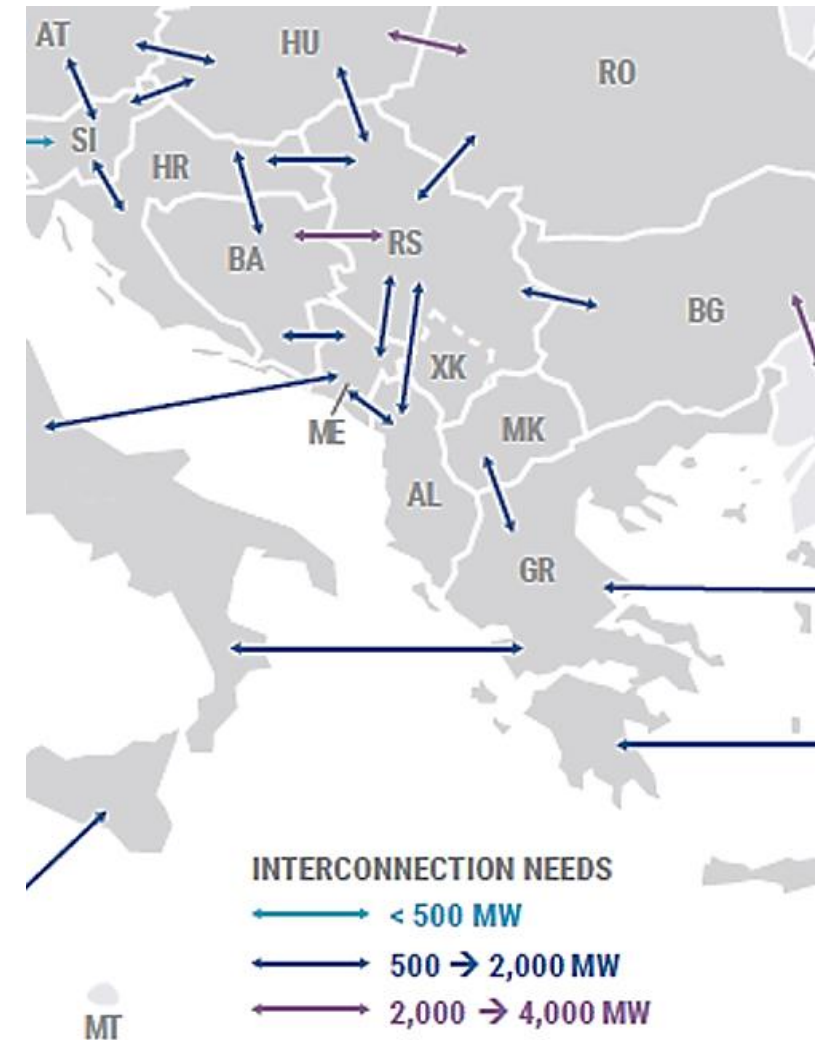 AT
HU
RO
SI
HR
BA
RS
BG
XK
ME
MK
AL
GR
INTERCONNECTION NEEDS
< 500 MW
500 → 2,000 MW
2,000 → 4,000 MW
MT